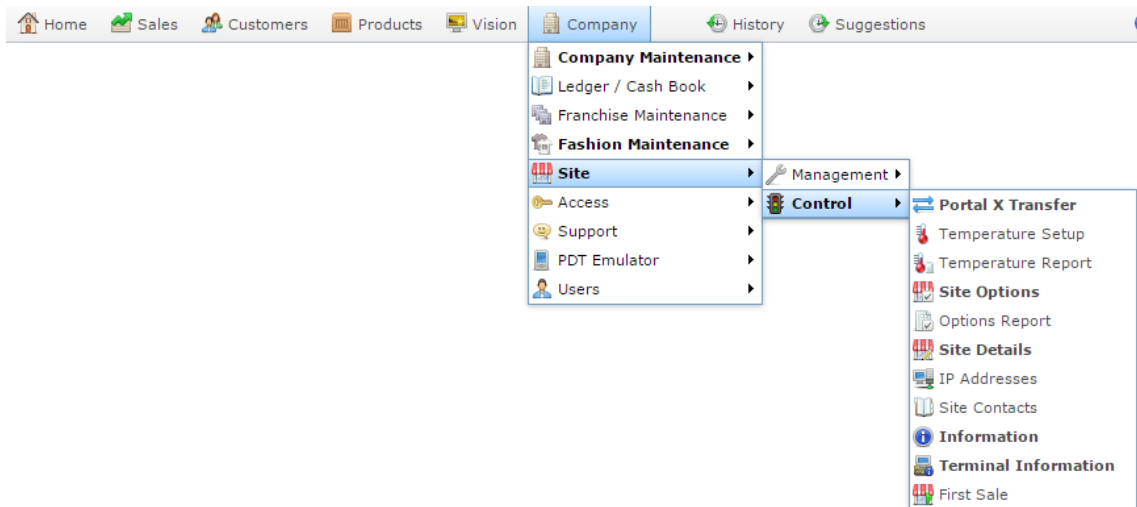 Home Sales Customers Products Vision Company History Suggestions
Company Maintenance
Ledger / Cash Book
Franchise Maintenance
Fashion Maintenance
Site
Access
Support
PDT Emulator
Users
Management
Control
Portal X Transfer
Temperature Setup
Temperature Report
Site Options
Options Report
Site Details
IP Addresses
Site Contacts
Information
Terminal Information
First Sale